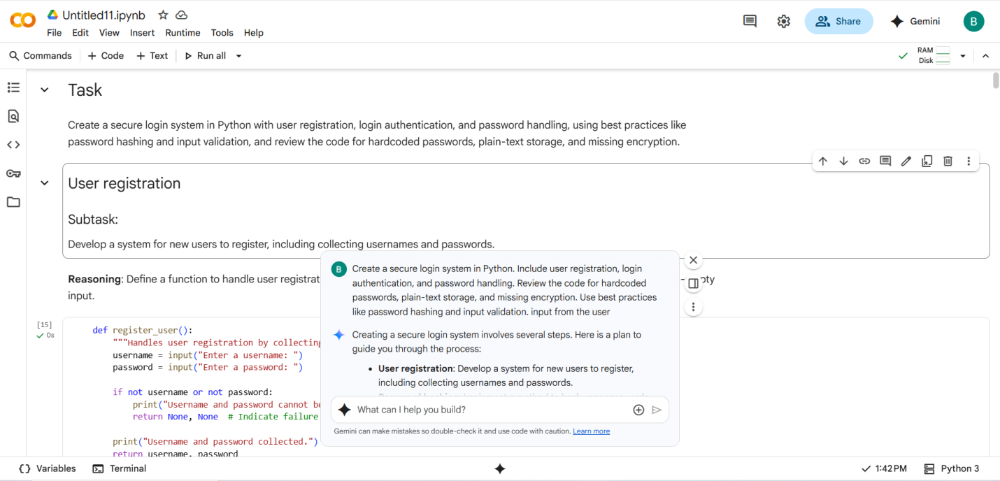 Untitled11.ipynb
File Edit View Insert Runtime Tools Help
Share
Gemini
B
Commands + Code + Text Run all
RAM
Disk
Task
Create a secure login system in Python with user registration, login authentication, and password handling, using best practices like
password hashing and input validation, and review the code for hardcoded passwords, plain-text storage, and missing encryption.
User registration
Subtask:
Develop a system for new users to register, including collecting usernames and passwords.
Reasoning: Define a function to handle user registrat
input.
[15]
0s
def register_user():
"""Handles user registration by collecting
username = input("Enter a username: ")
password = input("Enter a password: ")
if not username or not password:
print("Username and password cannot be
return None, None # Indicate failure
print("Username and password collected.")
return username, password
B
Create a secure login system in Python. Include user registration, login
authentication, and password handling. Review the code for hardcoded
passwords, plain-text storage, and missing encryption. Use best practices
like password hashing and input validation. input from the user
Creating a secure login system involves several steps. Here is a plan to
guide you through the process:
• User registration: Develop a system for new users to register,
including collecting usernames and passwords.
What can I help you build?
Gemini can make mistakes so double-check it and use code with caution. Learn more
Variables Terminal
1:42 PM Python 3